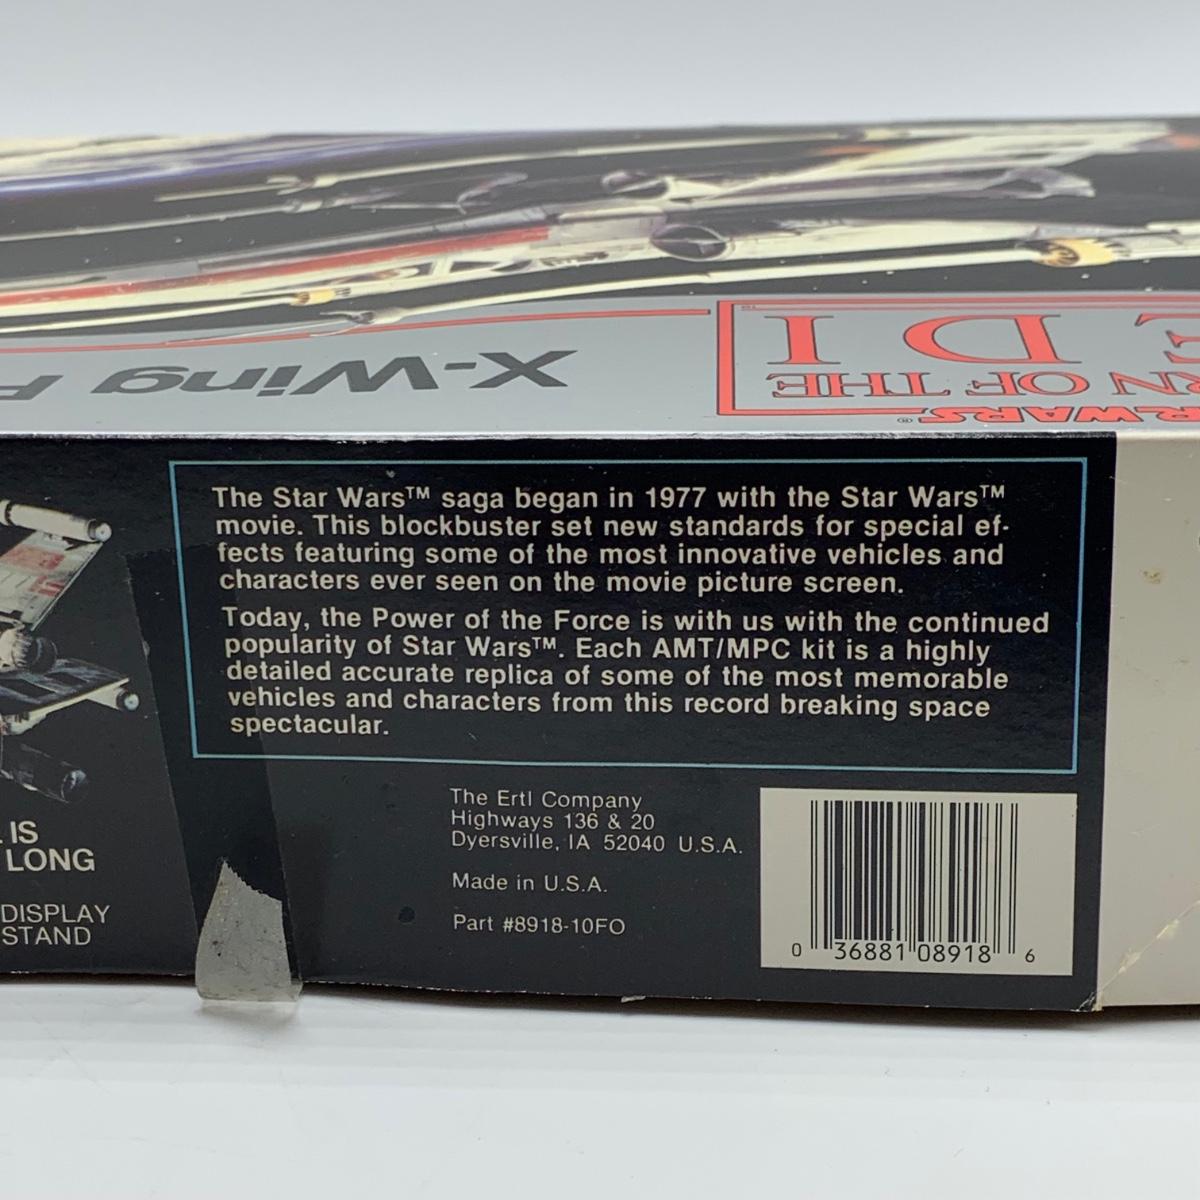 X-Wing F
STAR WARS®
RN OF THE
E D I
The Star Wars™ saga began in 1977 with the Star Wars™
movie. This blockbuster set new standards for special ef-
fects featuring some of the most innovative vehicles and
characters ever seen on the movie picture screen.
Today, the Power of the Force is with us with the continued
popularity of Star Wars™. Each AMT/MPC kit is a highly
detailed accurate replica of some of the most memorable
vehicles and characters from this record breaking space
spectacular.
IS
LONG
DISPLAY
STAND
The Ertl Company
Highways 136 & 20
Dyersville, IA 52040 U.S.A.
Made in U.S.A.
Part #8918-10FO
0 36881 08918 6